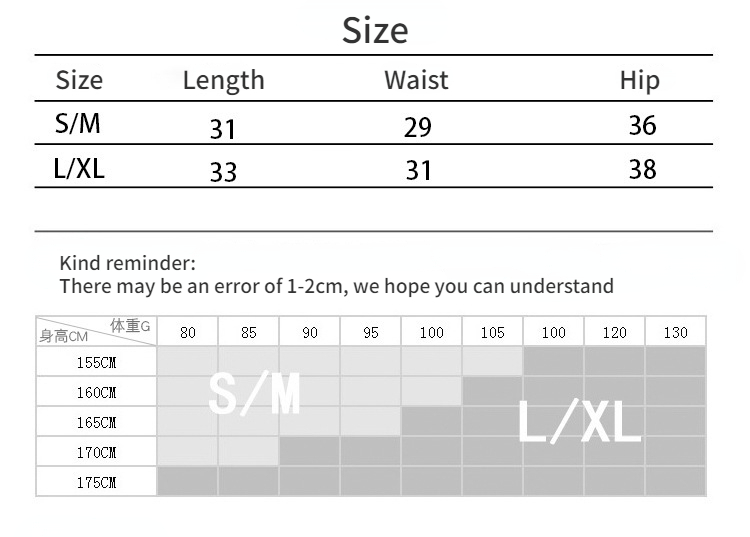 Size
Size Length Waist Hip
S/M 31 29 36
L/XL 33 31 38
Kind reminder:
There may be an error of 1-2cm, we hope you can understand
身高CM 体重G 80 85 90 95 100 105 100 120 130
155CM
160CM
S/M
165CM
L/XL
170CM
175CM